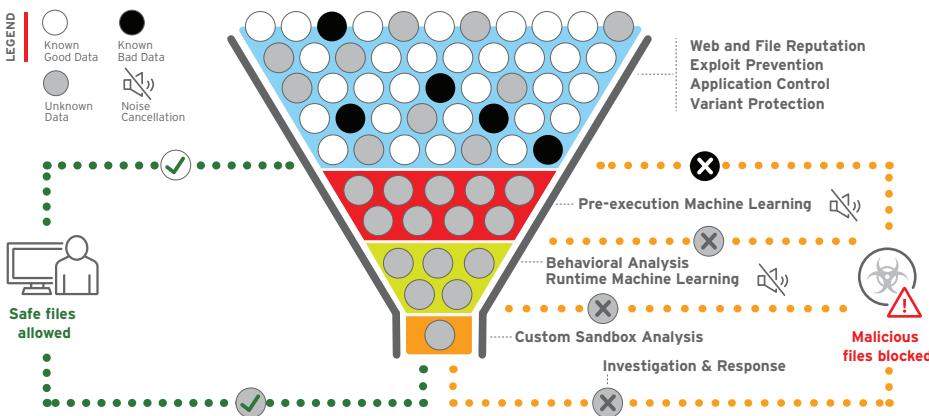 LEGEND
Known
Good Data
Known
Bad Data
Unknown
Data
Noise
Cancellation
Web and File Reputation
Exploit Prevention
Application Control
Variant Protection
Pre-execution Machine Learning
Behavioral Analysis
Runtime Machine Learning
Safe files
allowed
Custom Sandbox Analysis
Malicious
files blocked
Investigation & Response